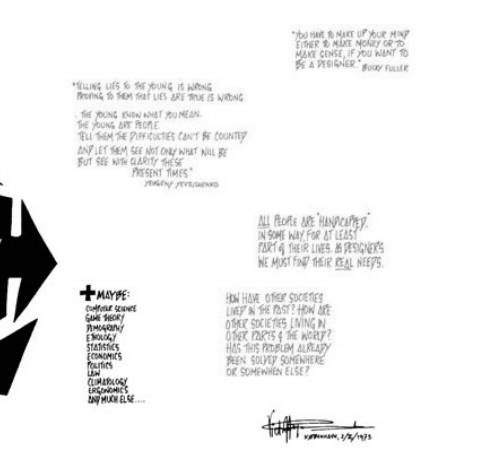 "YOU HAVE TO MAKE UP YOUR MIND
EITHER TO MAKE MONEY OR TO
MAKE SENSE, IF YOU WANT TO
BE A DESIGNER." BUCKY FULLER
"TELLING LIES TO THE YOUNG IS WRONG
PROVING TO THEM THAT LIES ARE TRUE IS WRONG
. THE YOUNG KNOW WHAT YOU MEAN.
THE YOUNG ARE PEOPLE.
TELL THEM THE DIFFICULTIES CAN'T BE COUNTED
AND LET THEM SEE NOT ONLY WHAT WILL BE
BUT SEE WITH CLARITY THESE
PRESENT TIMES"
YEVGENY YEVTUSHENKO
ALL PEOPLE ARE "HANDICAPPED,"
IN SOME WAY, FOR AT LEAST
PART OF THEIR LIVES. AS DESIGNERS
WE MUST FIND THEIR REAL NEEDS.
+ MAYBE:
COMPUTER SCIENCE
GAME THEORY
DEMOGRAPHY
ETHOLOGY
STATISTICS
ECONOMICS
POLITICS
LAW
CLIMATOLOGY
ERGONOMICS
AND MUCH ELSE....
HOW HAVE OTHER SOCIETIES
LIVED IN THE PAST? HOW ARE
OTHER SOCIETIES LIVING IN
OTHER PARTS OF THE WORLD?
HAS THIS PROBLEM ALREADY
BEEN SOLVED SOMEWHERE
OR SOMEWHEN ELSE?
KØBENHAVN, 1973